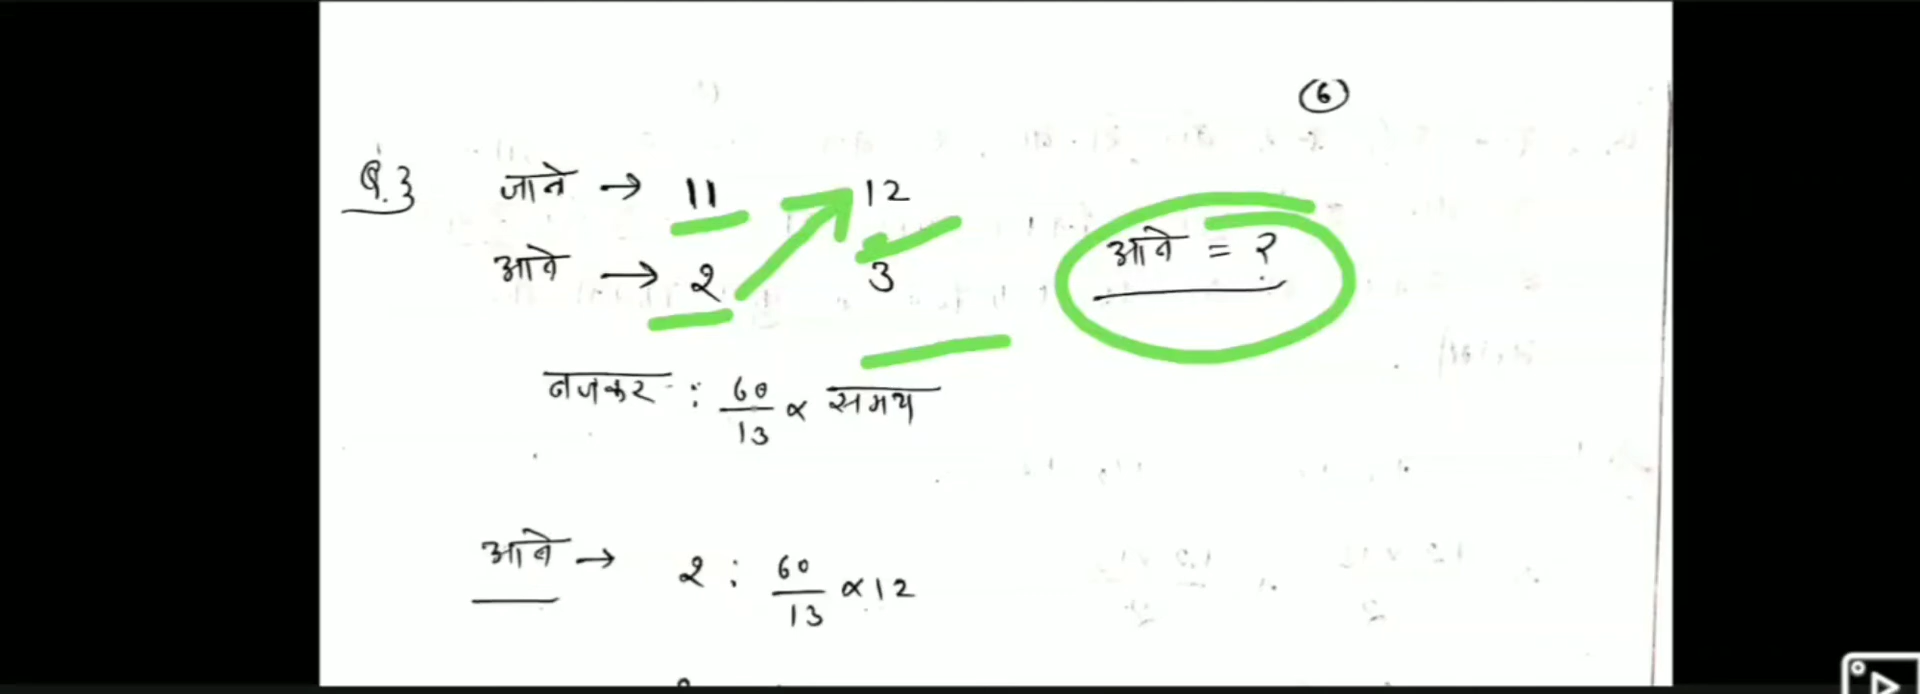 6
Q.3 जाने → 11 12
आने → 2 3 आने = ?
नजकर : 60/13 × समय
आने → 2 : 60/13 × 12